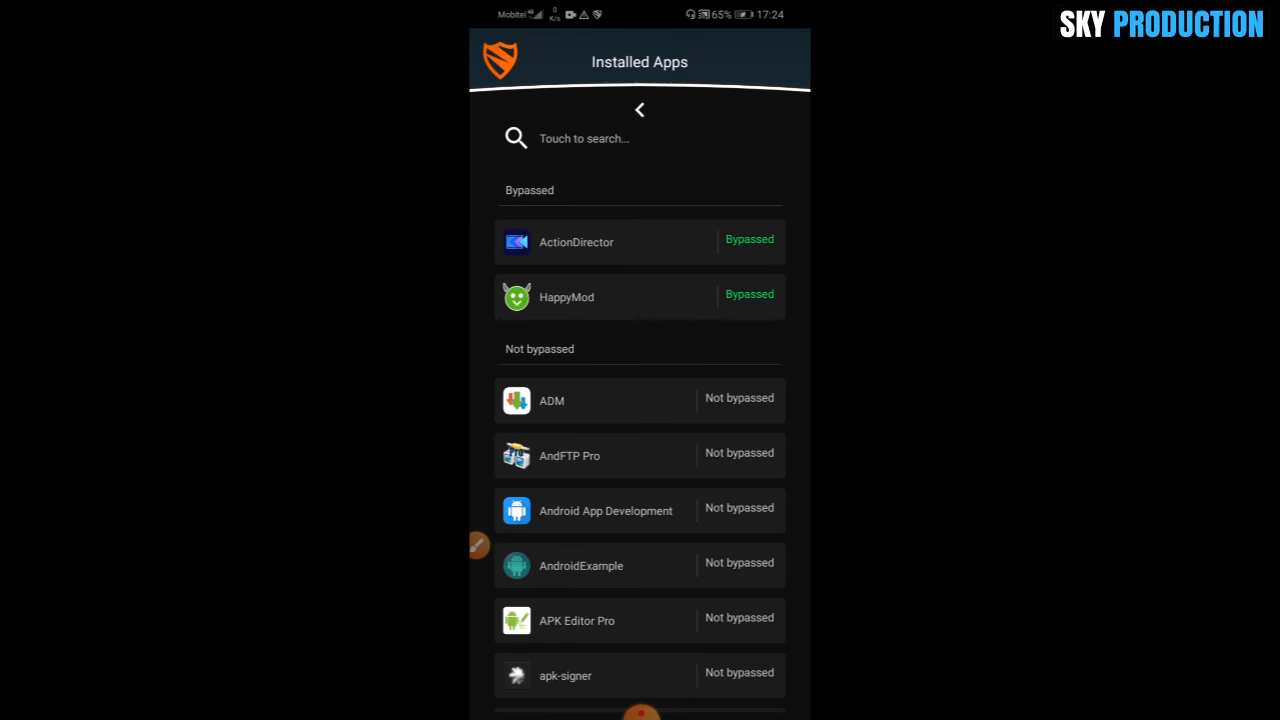 Mobitel 4G 0 K/s 65% 17:24
SKY PRODUCTION
Installed Apps
Touch to search...
Bypassed
ActionDirector Bypassed
HappyMod Bypassed
Not bypassed
ADM Not bypassed
AndFTP Pro Not bypassed
Android App Development Not bypassed
AndroidExample Not bypassed
APK Editor Pro Not bypassed
apk-signer Not bypassed